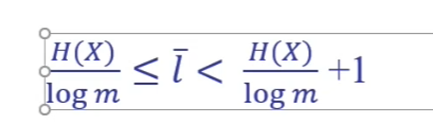 H(X)/log m ≤ l̄ < H(X)/log m +1